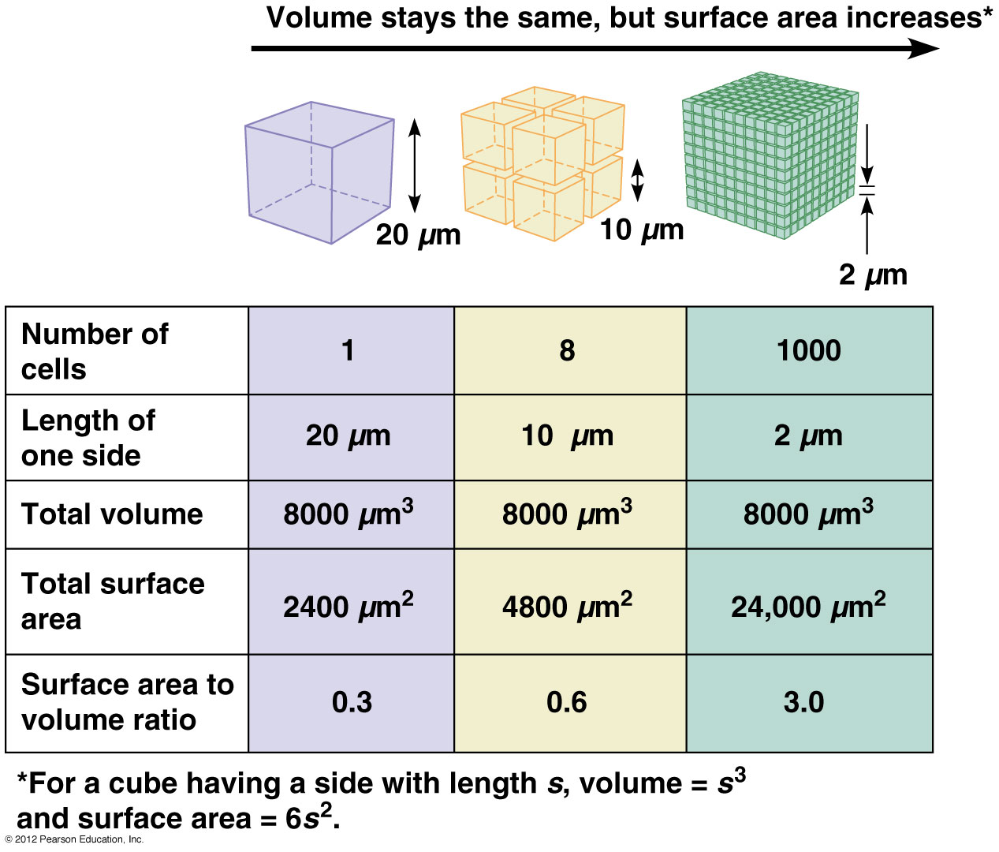 Volume stays the same, but surface area increases*
20 µm
10 µm
2 µm
Number of
cells
1
8
1000
Length of
one side
20 µm
10 µm
2 µm
Total volume
8000 µm³
8000 µm³
8000 µm³
Total surface
area
2400 µm²
4800 µm²
24,000 µm²
Surface area to
volume ratio
0.3
0.6
3.0
*For a cube having a side with length s, volume = s³
and surface area = 6s².
© 2012 Pearson Education, Inc.